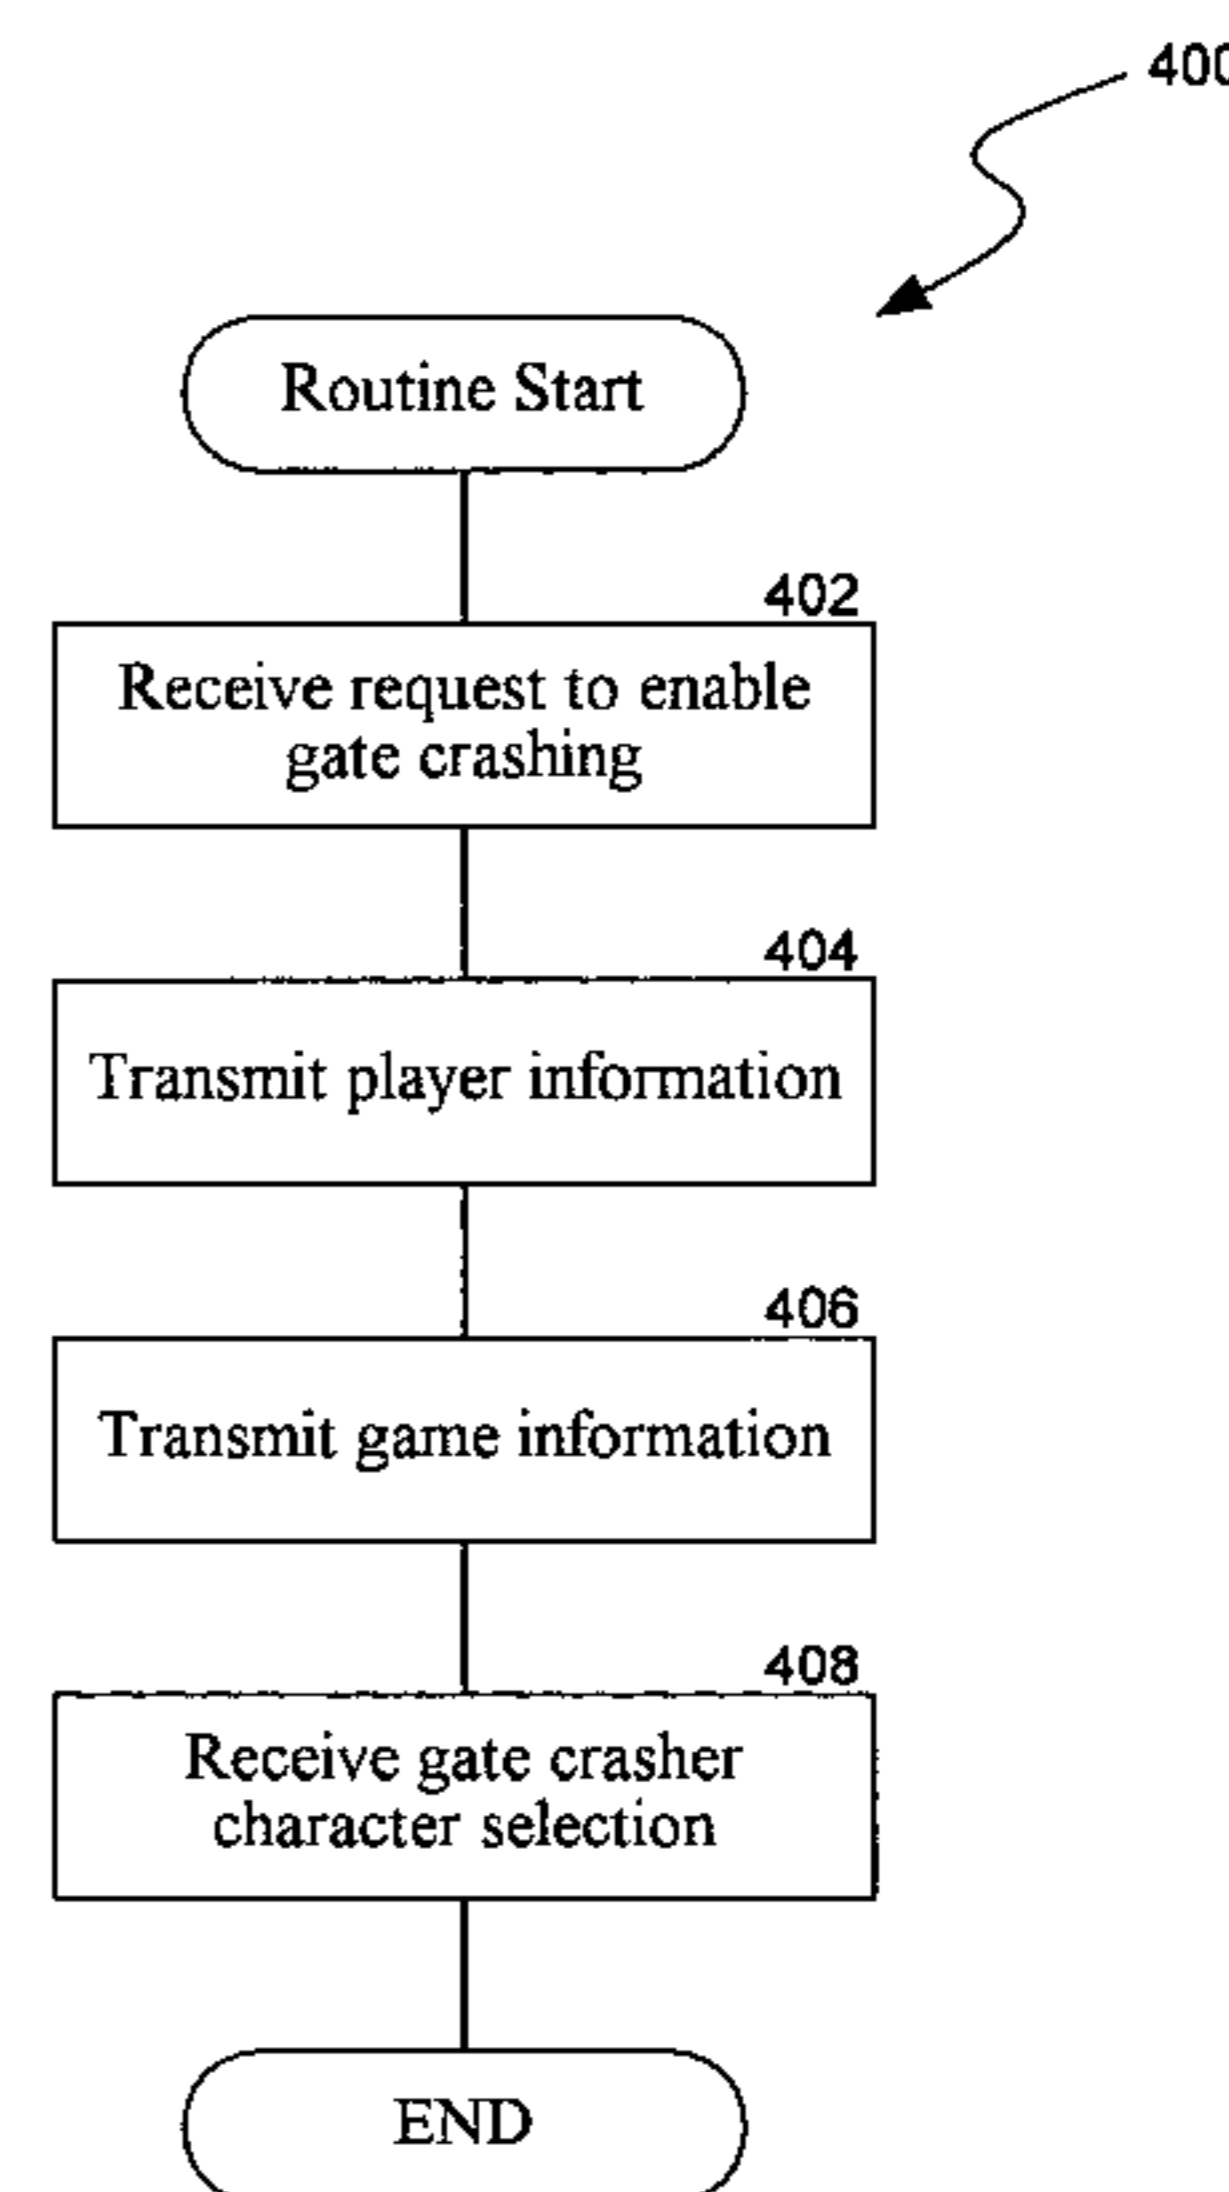 400
Routine Start
402
Receive request to enable
gate crashing
404
Transmit player information
406
Transmit game information
408
Receive gate crasher
character selection
END